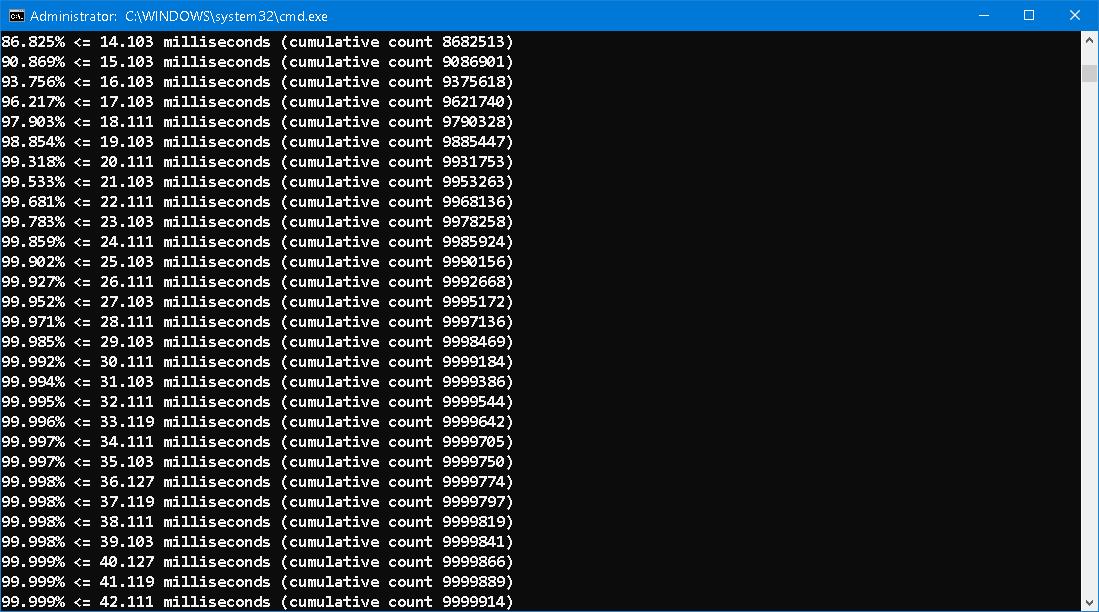 Administrator: C:\WINDOWS\system32\cmd.exe
86.825% <= 14.103 milliseconds (cumulative count 8682513)
90.869% <= 15.103 milliseconds (cumulative count 9086901)
93.756% <= 16.103 milliseconds (cumulative count 9375618)
96.217% <= 17.103 milliseconds (cumulative count 9621740)
97.903% <= 18.111 milliseconds (cumulative count 9790328)
98.854% <= 19.103 milliseconds (cumulative count 9885447)
99.318% <= 20.111 milliseconds (cumulative count 9931753)
99.533% <= 21.103 milliseconds (cumulative count 9953263)
99.681% <= 22.111 milliseconds (cumulative count 9968136)
99.783% <= 23.103 milliseconds (cumulative count 9978258)
99.859% <= 24.111 milliseconds (cumulative count 9985924)
99.902% <= 25.103 milliseconds (cumulative count 9990156)
99.927% <= 26.111 milliseconds (cumulative count 9992668)
99.952% <= 27.103 milliseconds (cumulative count 9995172)
99.971% <= 28.111 milliseconds (cumulative count 9997136)
99.985% <= 29.103 milliseconds (cumulative count 9998469)
99.992% <= 30.111 milliseconds (cumulative count 9999184)
99.994% <= 31.103 milliseconds (cumulative count 9999386)
99.995% <= 32.111 milliseconds (cumulative count 9999544)
99.996% <= 33.119 milliseconds (cumulative count 9999642)
99.997% <= 34.111 milliseconds (cumulative count 9999705)
99.997% <= 35.103 milliseconds (cumulative count 9999750)
99.998% <= 36.127 milliseconds (cumulative count 9999774)
99.998% <= 37.119 milliseconds (cumulative count 9999797)
99.998% <= 38.111 milliseconds (cumulative count 9999819)
99.998% <= 39.103 milliseconds (cumulative count 9999841)
99.999% <= 40.127 milliseconds (cumulative count 9999866)
99.999% <= 41.119 milliseconds (cumulative count 9999889)
99.999% <= 42.111 milliseconds (cumulative count 9999914)